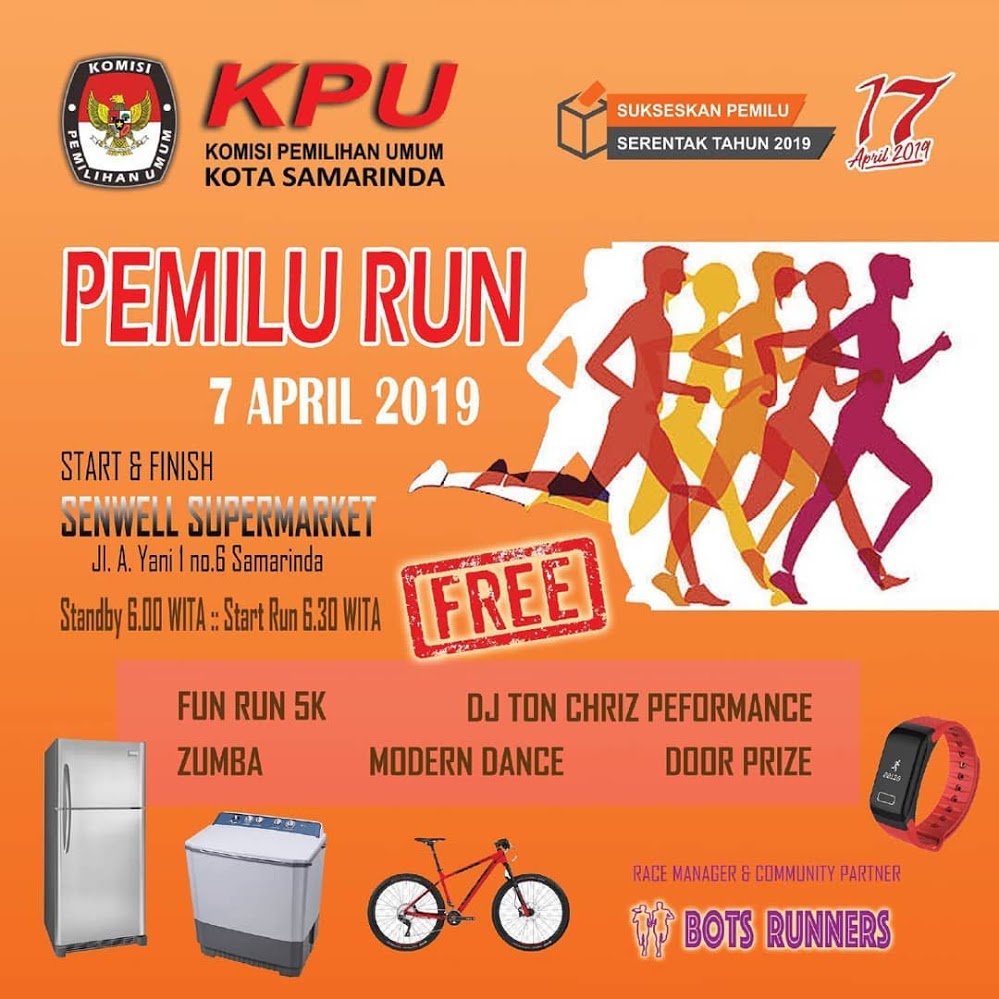 KOMISI
PEMILIHAN UMUM
KPU
KOMISI PEMILIHAN UMUM
KOTA SAMARINDA
SUKSESKAN PEMILU
SERENTAK TAHUN 2019
17
April 2019
PEMILU RUN
7 APRIL 2019
START & FINISH
SENWELL SUPERMARKET
Jl. A. Yani 1 no.6 Samarinda
Standby 6.00 WITA :: Start Run 6.30 WITA
FREE
FUN RUN 5K
DJ TON CHRIZ PEFORMANCE
ZUMBA
MODERN DANCE
DOOR PRIZE
RACE MANAGER & COMMUNITY PARTNER
BOTS RUNNERS